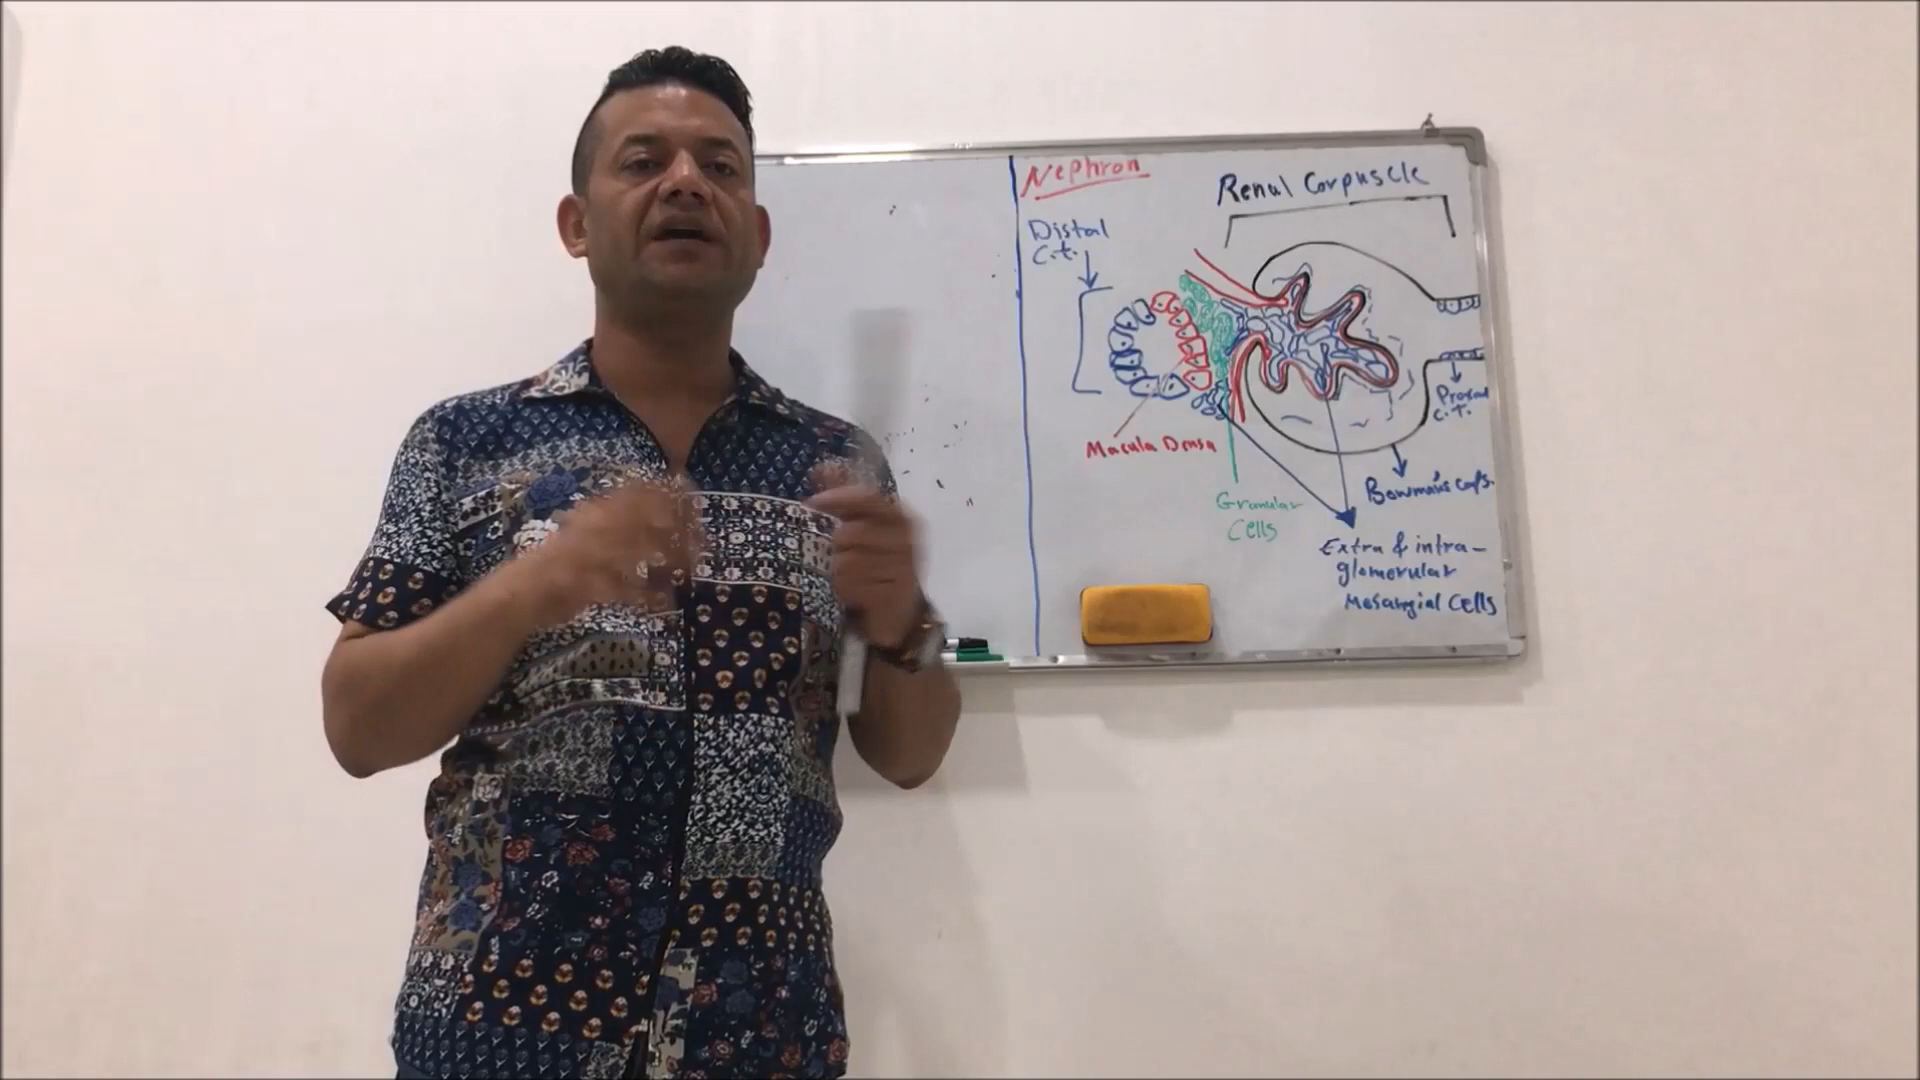 Nephron
Renal Corpuscle
Distal
C.t.
Macula Densa
Granular
Cells
C.T.
Bowman's caps.
Extra & intra-
glomerular
Mesangial Cells